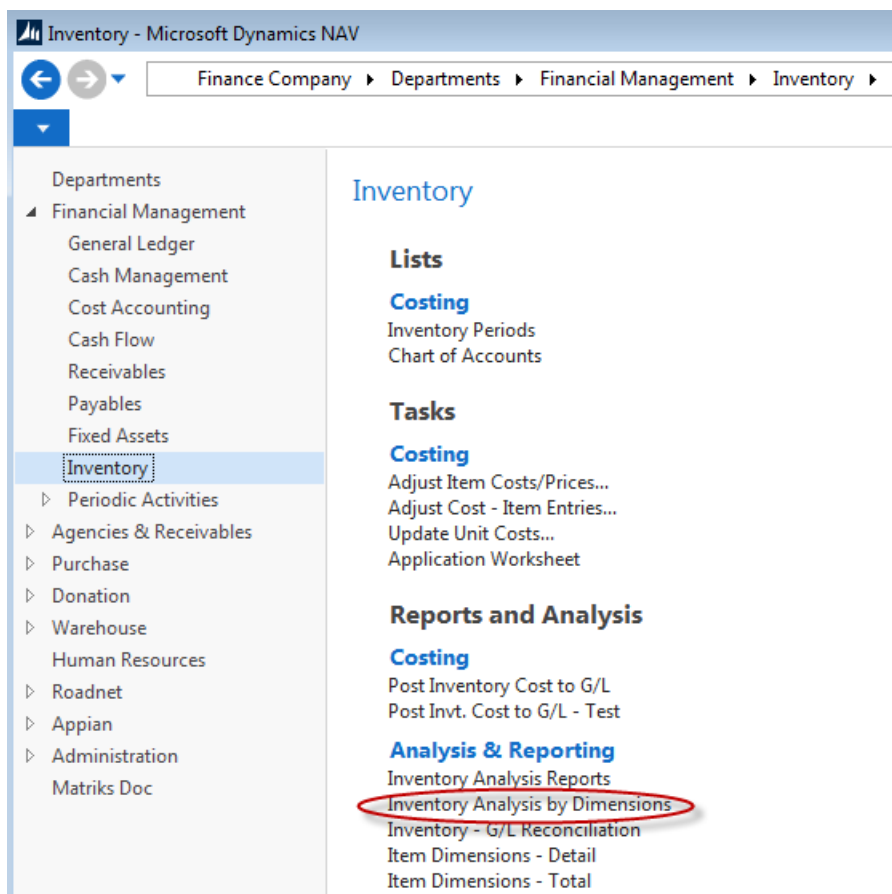 Inventory - Microsoft Dynamics NAV
Finance Company Departments Financial Management Inventory
Departments
Financial Management
General Ledger
Cash Management
Cost Accounting
Cash Flow
Receivables
Payables
Fixed Assets
Inventory
Periodic Activities
Agencies & Receivables
Purchase
Donation
Warehouse
Human Resources
Roadnet
Appian
Administration
Matriks Doc
Inventory
Lists
Costing
Inventory Periods
Chart of Accounts
Tasks
Costing
Adjust Item Costs/Prices...
Adjust Cost - Item Entries...
Update Unit Costs...
Application Worksheet
Reports and Analysis
Costing
Post Inventory Cost to G/L
Post Invt. Cost to G/L - Test
Analysis & Reporting
Inventory Analysis Reports
Inventory Analysis by Dimensions
Inventory - G/L Reconciliation
Item Dimensions - Detail
Item Dimensions - Total